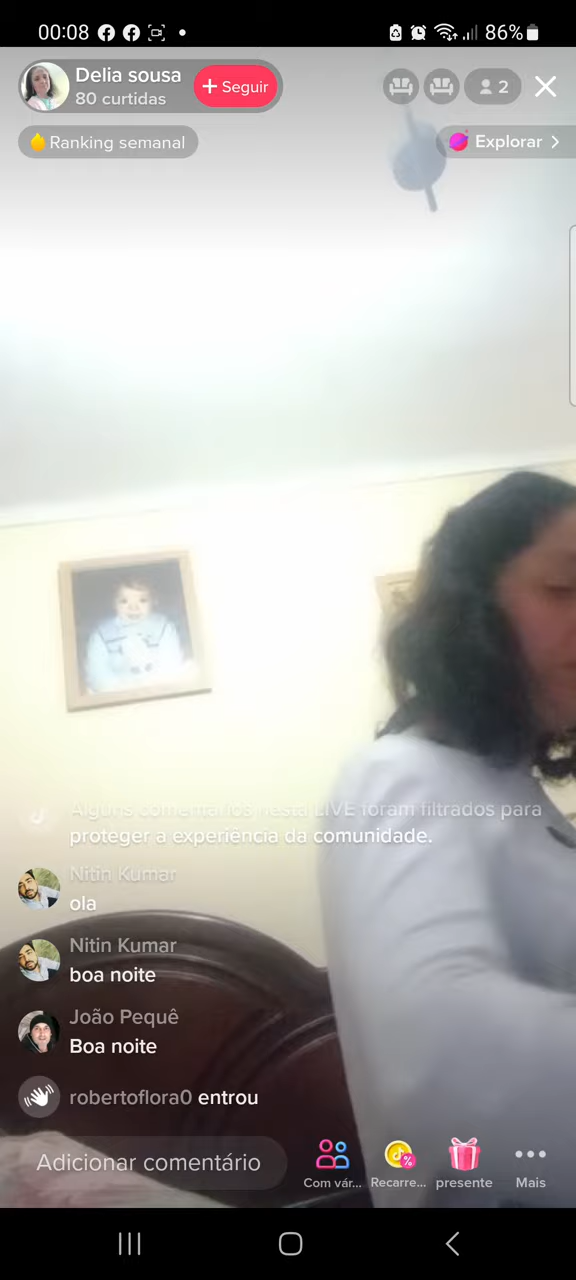 00:08
86%
Delia sousa
80 curtidas
+ Seguir
2
Ranking semanal
Explorar
Alguns comentários nesta LIVE foram filtrados para
proteger a experiência da comunidade.
Nitin Kumar
ola
Nitin Kumar
boa noite
João Pequê
Boa noite
robertoflora0 entrou
Adicionar comentário
Com vár...
Recarre...
presente
Mais